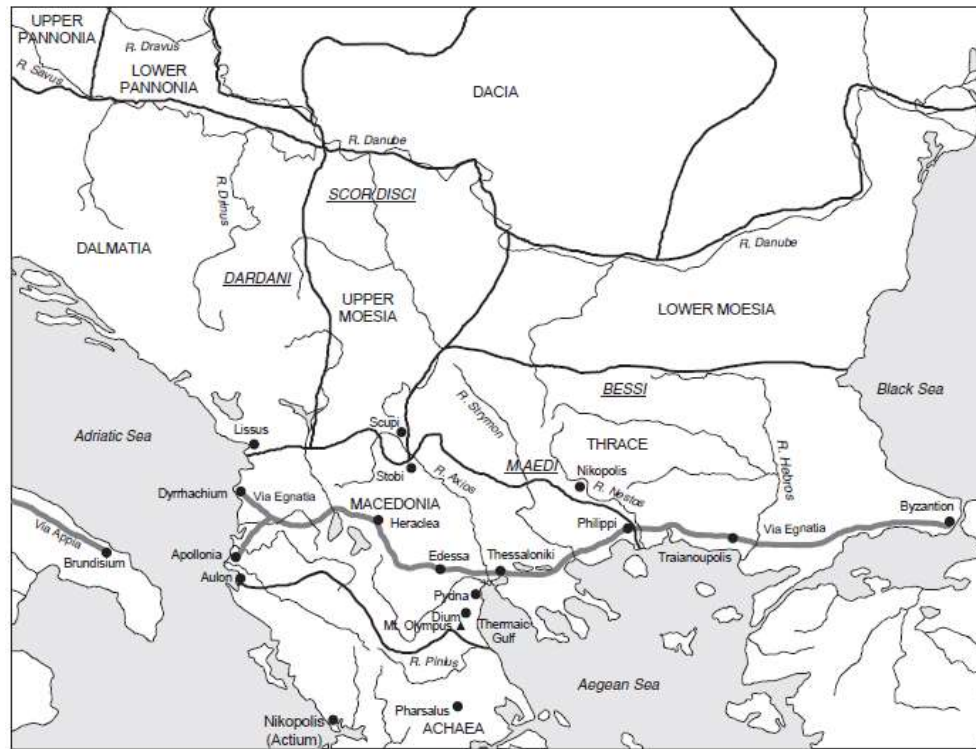 UPPER
PANNONIA
R. Dravus
R. Savus
LOWER
PANNONIA
DACIA
R. Danube
SCORDISCI
R. Drinus
R. Danube
DALMATIA
DARDANI
UPPER
MOESIA
LOWER MOESIA
BESSI
Black Sea
R. Strymon
Adriatic Sea
Lissus
Scupi
THRACE
R. Hebros
MAEDI
Stobi
R. Axios
Nikopolis
R. Nestos
Dyrrhachium
Via Egnatia
MACEDONIA
Heraclea
Philippi
Via Egnatia
Byzantion
Via Appia
Brundisium
Apollonia
Aulon
Edessa
Thessaloniki
Traianoupolis
Pydna
Dium
Mt. Olympus
Thermaic
Gulf
R. Pinius
Aegean Sea
Pharsalus
ACHAEA
Nikopolis
(Actium)